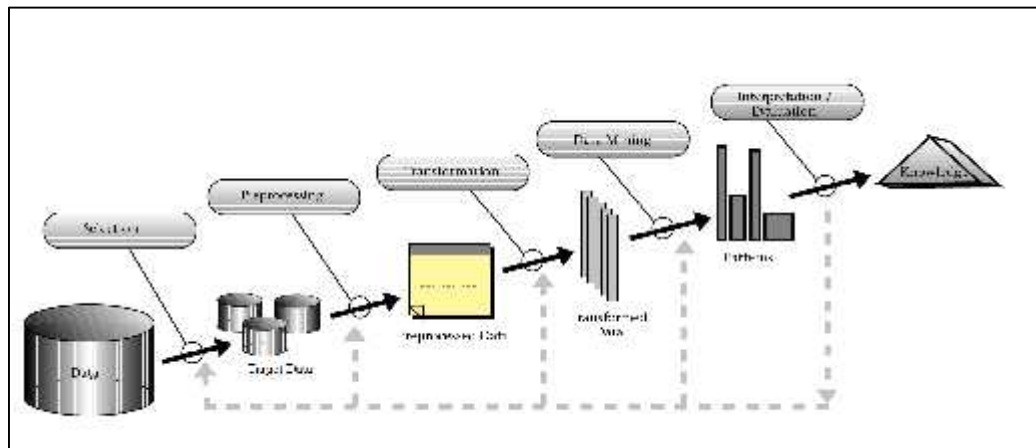 Interpretation /
Evaluation
Data Mining
Transformation
Preprocessing
Selection
Knowledge
Patterns
Transformed
Data
Preprocessed Data
Target Data
Data